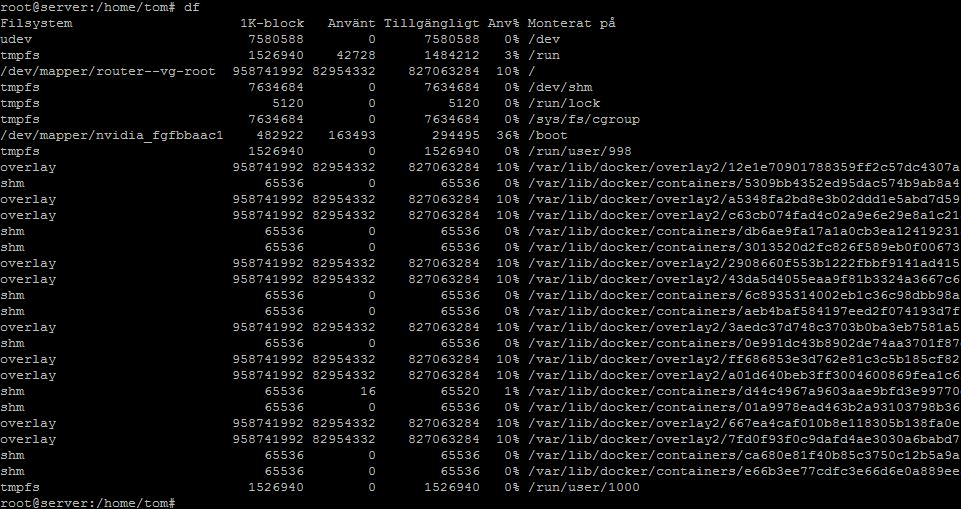 root@server:/home/tom# df
Filsystem 1K-block Använt Tillgängligt Anv% Monterat på
udev 7580588 0 7580588 0% /dev
tmpfs 1526940 42728 1484212 3% /run
/dev/mapper/router--vg-root 958741992 82954332 827063284 10% /
tmpfs 7634684 0 7634684 0% /dev/shm
tmpfs 5120 0 5120 0% /run/lock
tmpfs 7634684 0 7634684 0% /sys/fs/cgroup
/dev/mapper/nvidia_fgfbbaac1 482922 163493 294495 36% /boot
tmpfs 1526940 0 1526940 0% /run/user/998
overlay 958741992 82954332 827063284 10% /var/lib/docker/overlay2/12e1e70901788359ff2c57dc4307a
shm 65536 0 65536 0% /var/lib/docker/containers/5309bb4352ed95dac574b9ab8a4
overlay 958741992 82954332 827063284 10% /var/lib/docker/overlay2/a5348fa2bd8e3b02ddd1e5abd7d59
overlay 958741992 82954332 827063284 10% /var/lib/docker/overlay2/c63cb074fad4c02a9e6e29e8a1c21
shm 65536 0 65536 0% /var/lib/docker/containers/db6ae9fa17a1a0cb3ea12419231
shm 65536 0 65536 0% /var/lib/docker/containers/3013520d2fc826f589eb0f00673
overlay 958741992 82954332 827063284 10% /var/lib/docker/overlay2/2908660f553b1222fbbf9141ad415
overlay 958741992 82954332 827063284 10% /var/lib/docker/overlay2/43da5d4055eaa9f81b3324a3667c6
shm 65536 0 65536 0% /var/lib/docker/containers/6c8935314002eb1c36c98dbb98a
shm 65536 0 65536 0% /var/lib/docker/containers/aeb4baf584197eed2f074193d7f
overlay 958741992 82954332 827063284 10% /var/lib/docker/overlay2/3aedc37d748c3703b0ba3eb7581a5
shm 65536 0 65536 0% /var/lib/docker/containers/0e991dc43b8902de74aa3701f87
overlay 958741992 82954332 827063284 10% /var/lib/docker/overlay2/ff686853e3d762e81c3c5b185cf82
overlay 958741992 82954332 827063284 10% /var/lib/docker/overlay2/a01d640beb3ff3004600869fea1c6
shm 65536 16 65520 1% /var/lib/docker/containers/d44c4967a9603aae9bfd3e99770
shm 65536 0 65536 0% /var/lib/docker/containers/01a9978ead463b2a93103798b36
overlay 958741992 82954332 827063284 10% /var/lib/docker/overlay2/667ea4caf010b8e118305b138fa0e
overlay 958741992 82954332 827063284 10% /var/lib/docker/overlay2/7fd0f93f0c9dafd4ae3030a6babd7
shm 65536 0 65536 0% /var/lib/docker/containers/ca680e81f40b85c3750c12b5a9a
shm 65536 0 65536 0% /var/lib/docker/containers/e66b3ee77cdfc3e66d6e0a889ee
tmpfs 1526940 0 1526940 0% /run/user/1000
root@server:/home/tom#